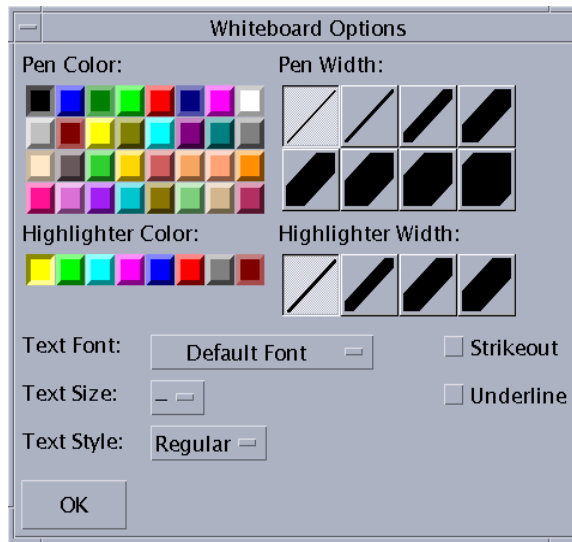 Whiteboard Options
Pen Color:
Pen Width:
Highlighter Color:
Highlighter Width:
Text Font:
Default Font
Strikeout
Text Size:
–
Underline
Text Style:
Regular
OK